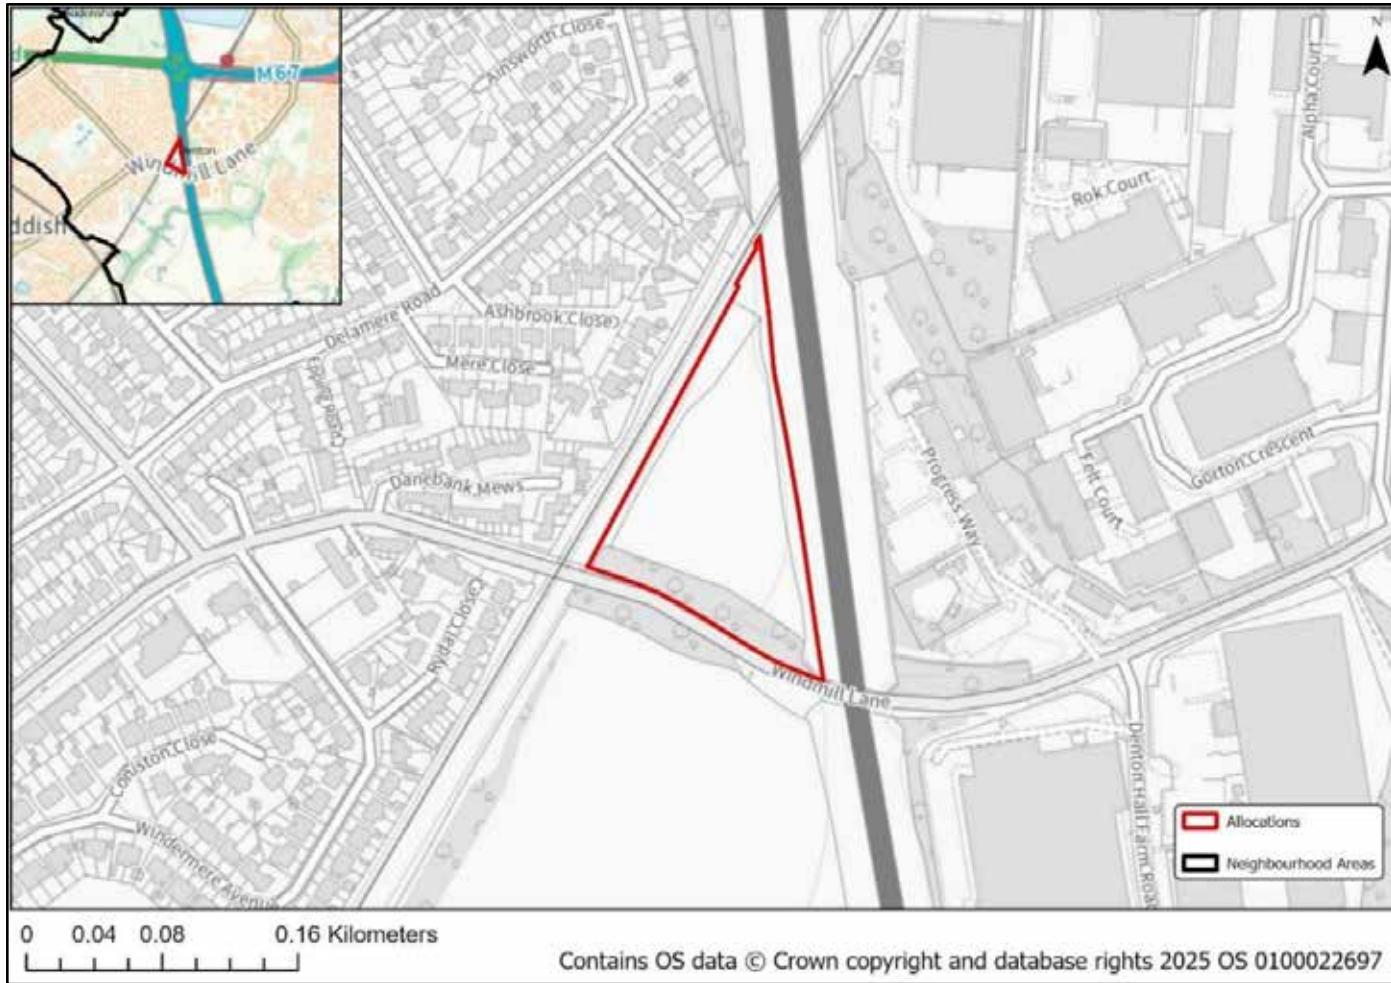 M67
Windmill Lane
ddish
Ainsworth Close
N
Alpha Court
Rok Court
Delamere Road
Ashbrook Close
Mere Close
Epping Close
Danebank Mews
Progress Way
Felt Court
Gorton Crescent
Rydal Close
Windmill Lane
Coniston Close
Windermere Avenue
Denton Hall Farm Road
Allocations
Neighbourhood Areas
0 0.04 0.08 0.16 Kilometers
Contains OS data © Crown copyright and database rights 2025 OS 0100022697